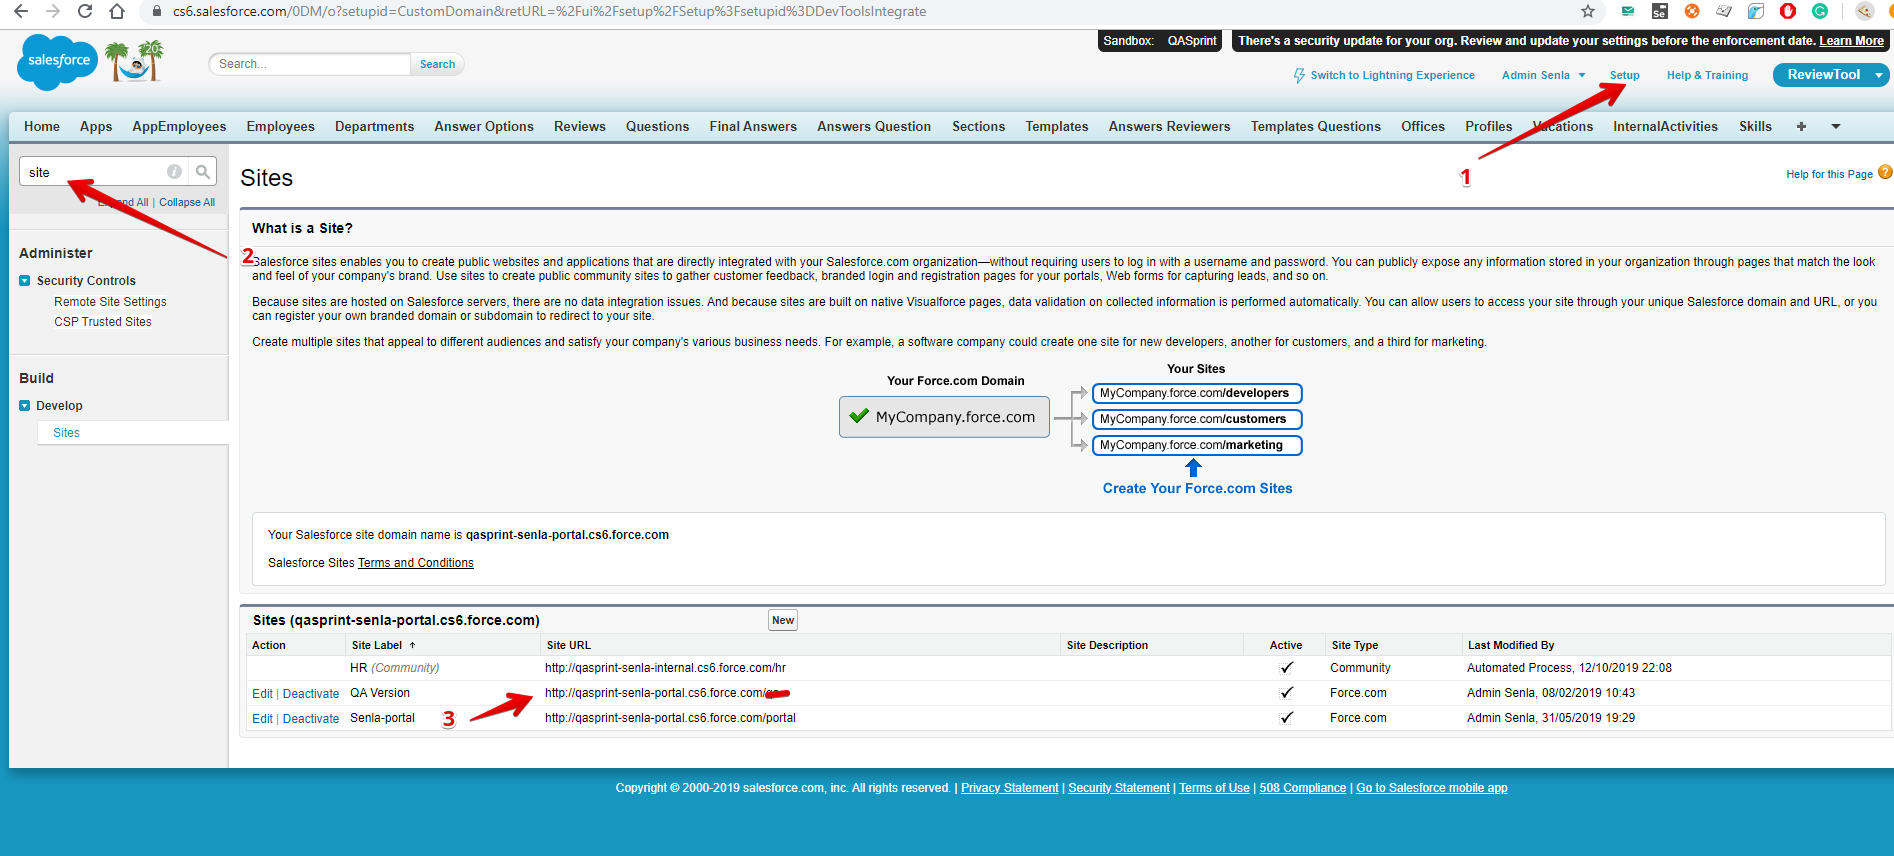 cs6.salesforce.com/0DM/o?setupid=CustomDomain&retURL=%2Fui%2Fsetup%2FSetup%3Fsetupid%3DDevToolsIntegrate
Se
salesforce
20
Search...
Search
Sandbox: QASprint
There's a security update for your org. Review and update your settings before the enforcement date. Learn More
Switch to Lightning Experience
Admin Senla
Setup
Help & Training
ReviewTool
Home Apps AppEmployees Employees Departments Answer Options Reviews Questions Final Answers Answers Question Sections Templates Answers Reviewers Templates Questions Offices Profiles Vacations InternalActivities Skills +
1
site
Expand All | Collapse All
2
Administer
Security Controls
Remote Site Settings
CSP Trusted Sites
Build
Develop
Sites
Sites
Help for this Page ?
What is a Site?
Salesforce sites enables you to create public websites and applications that are directly integrated with your Salesforce.com organization—without requiring users to log in with a username and password. You can publicly expose any information stored in your organization through pages that match the look
and feel of your company's brand. Use sites to create public community sites to gather customer feedback, branded login and registration pages for your portals, Web forms for capturing leads, and so on.
Because sites are hosted on Salesforce servers, there are no data integration issues. And because sites are built on native Visualforce pages, data validation on collected information is performed automatically. You can allow users to access your site through your unique Salesforce domain and URL, or you
can register your own branded domain or subdomain to redirect to your site.
Create multiple sites that appeal to different audiences and satisfy your company's various business needs. For example, a software company could create one site for new developers, another for customers, and a third for marketing.
Your Force.com Domain
MyCompany.force.com
Your Sites
MyCompany.force.com/developers
MyCompany.force.com/customers
MyCompany.force.com/marketing
Create Your Force.com Sites
Your Salesforce site domain name is qasprint-senla-portal.cs6.force.com
Salesforce Sites Terms and Conditions
Sites (qasprint-senla-portal.cs6.force.com)
New
Action Site Label ↑ Site URL Site Description Active Site Type Last Modified By
HR (Community) http://qasprint-senla-internal.cs6.force.com/hr ✓ Community Automated Process, 12/10/2019 22:08
Edit | Deactivate QA Version http://qasprint-senla-portal.cs6.force.com/ ✓ Force.com Admin Senla, 08/02/2019 10:43
Edit | Deactivate Senla-portal http://qasprint-senla-portal.cs6.force.com/portal ✓ Force.com Admin Senla, 31/05/2019 19:29
3
Copyright © 2000-2019 salesforce.com, inc. All rights reserved. | Privacy Statement | Security Statement | Terms of Use | 508 Compliance | Go to Salesforce mobile app